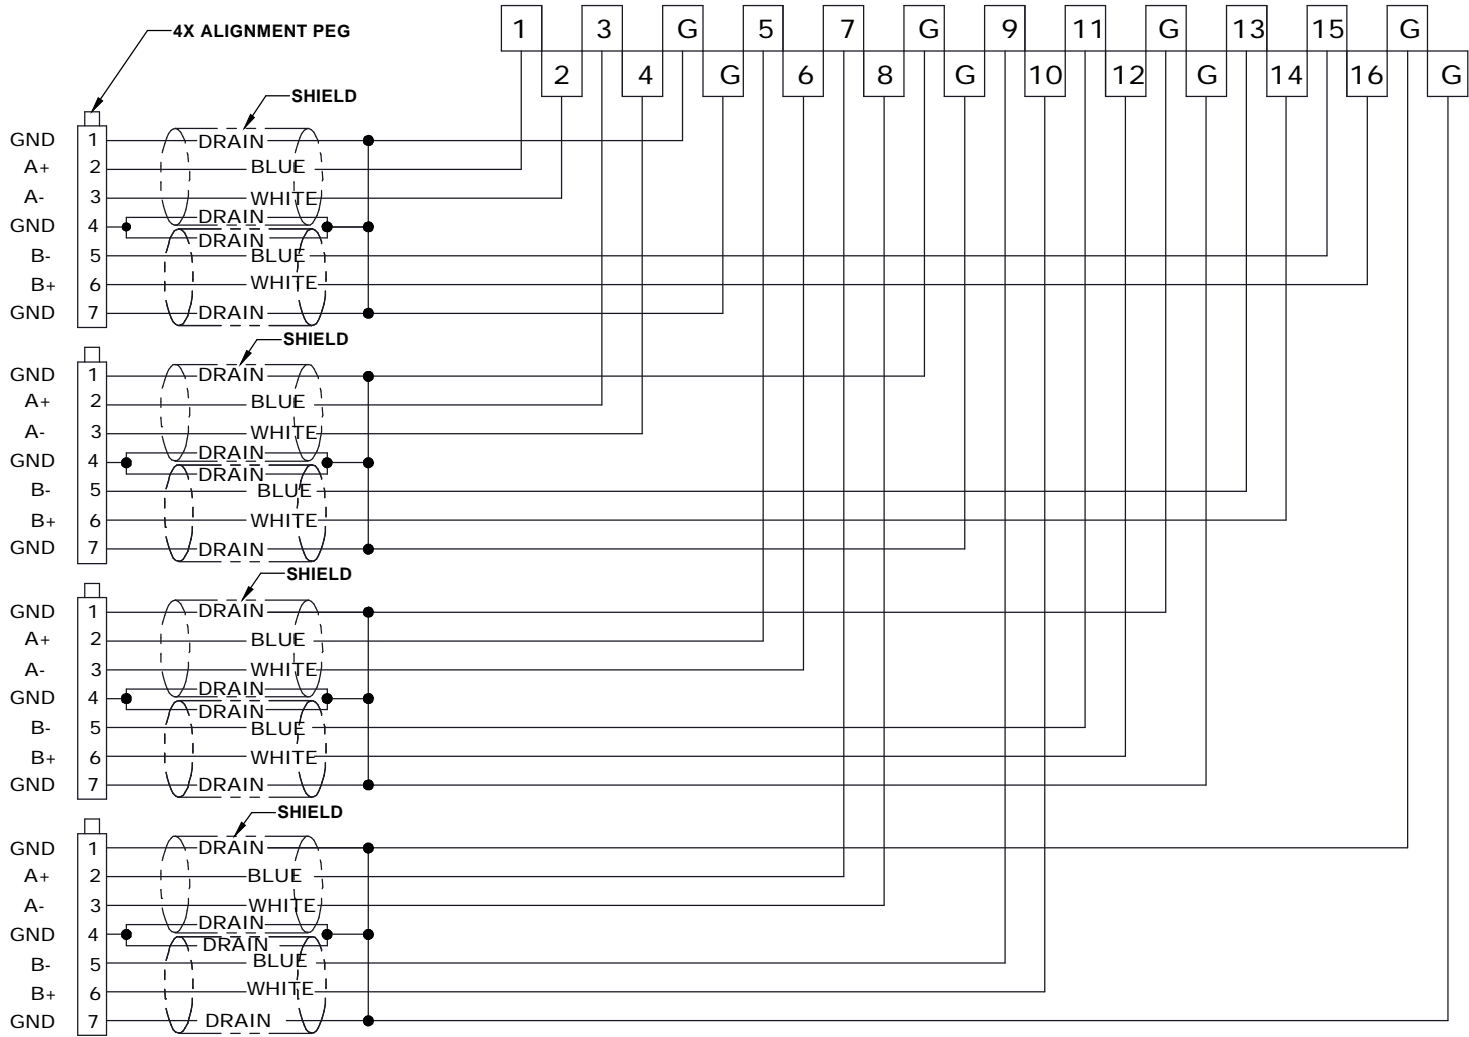 4X ALIGNMENT PEG
1 3 G 5 7 G 9 11 G 13 15 G
2 4 G 6 8 G 10 12 G 14 16 G
SHIELD
GND 1 DRAIN
A+ 2 BLUE
A- 3 WHITE
DRAIN
GND 4
DRAIN
B- 5 BLUE
B+ 6 WHITE
GND 7 DRAIN
SHIELD
GND 1 DRAIN
A+ 2 BLUE
A- 3 WHITE
DRAIN
GND 4
DRAIN
B- 5 BLUE
B+ 6 WHITE
GND 7 DRAIN
SHIELD
GND 1 DRAIN
A+ 2 BLUE
A- 3 WHITE
DRAIN
GND 4
DRAIN
B- 5 BLUE
B+ 6 WHITE
GND 7 DRAIN
SHIELD
GND 1 DRAIN
A+ 2 BLUE
A- 3 WHITE
DRAIN
GND 4
DRAIN
B- 5 BLUE
B+ 6 WHITE
GND 7 DRAIN